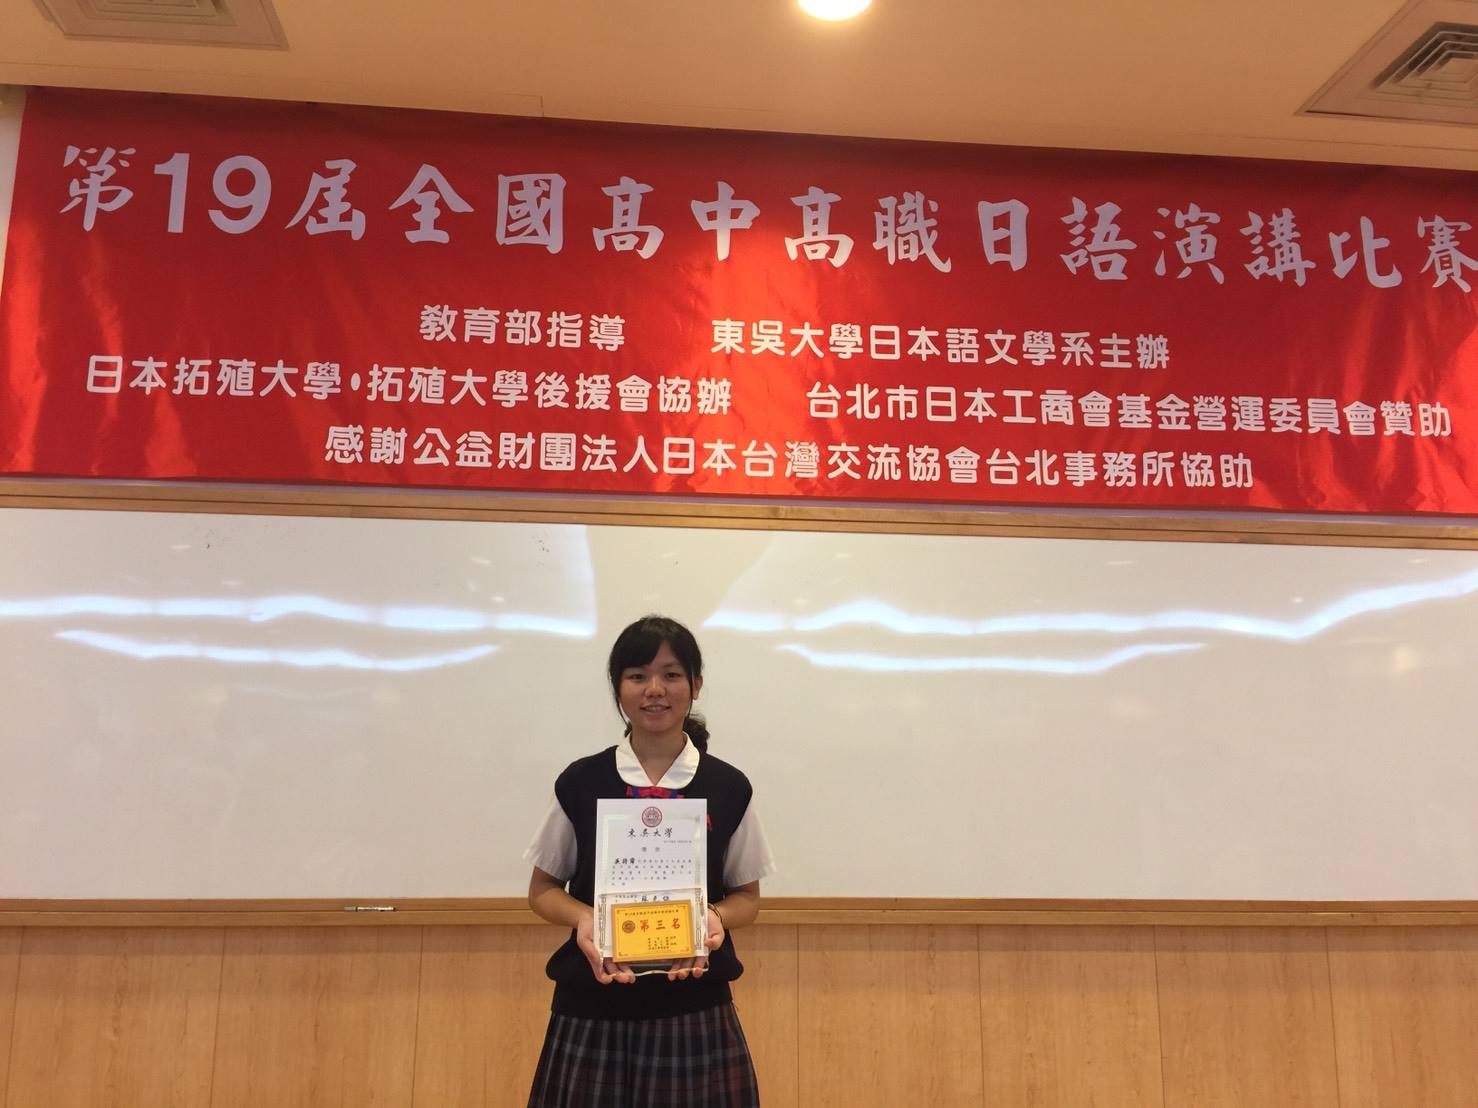 第19屆全國高中高職日語演講比賽
教育部指導 東吳大學日本語文學系主辦
日本拓殖大學・拓殖大學後援會協辦 台北市日本工商會基金營運委員會贊助
感謝公益財團法人日本台灣交流協會台北事務所協助
東吳大學
第三名